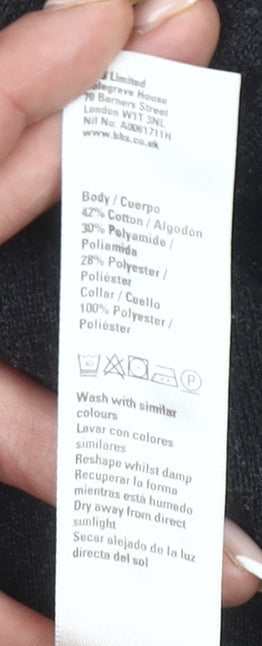 Limited
House
70 Barners Street
London W1T 3NL
Nif No: A0061711H
www.bhs.co.uk
Body / Cuerpo
42% Cotton / Algodón
30% Polyamide /
Poliamida
28% Polyester /
Poliéster
Collar / Cuello
100% Polyester /
Poliéster
40 P
Wash with similar
colours
Lavar con colores
similares
Reshape whilst damp
Recuperar la forma
mientras está humedo
Dry away from direct
sunlight
Secar alejado de la luz
directa del sol